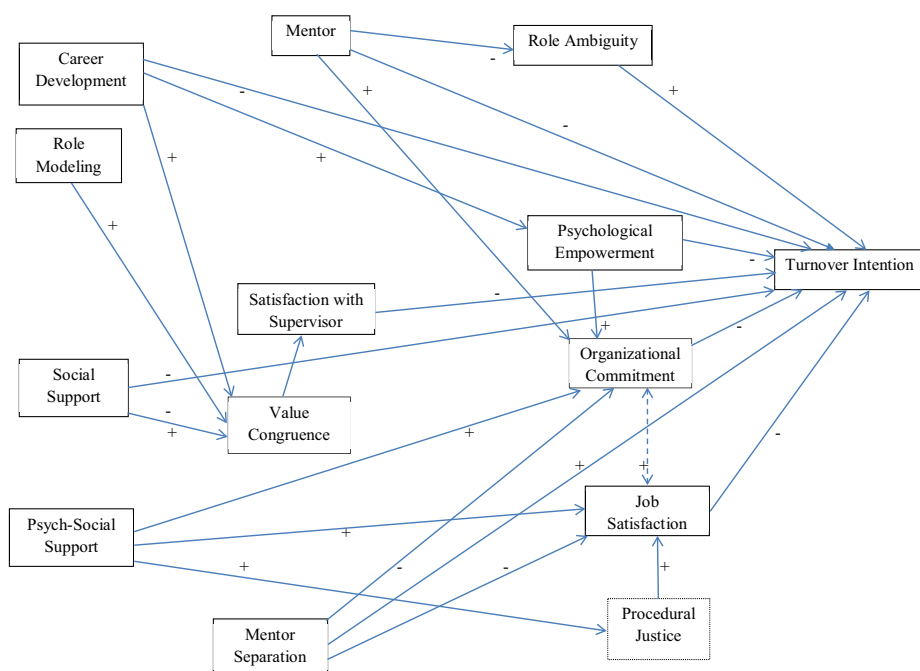 Mentor
Role Ambiguity
-
Career
Development
+
-
+
-
Role
Modeling
+
+
+
+
Psychological
Empowerment
-
Turnover Intention
Satisfaction with
Supervisor
-
+
-
Organizational
Commitment
Social
Support
-
-
+
Value
Congruence
+
-
+
+
Job
Satisfaction
Psych-Social
Support
+
+
-
-
+
Procedural
Justice
Mentor
Separation